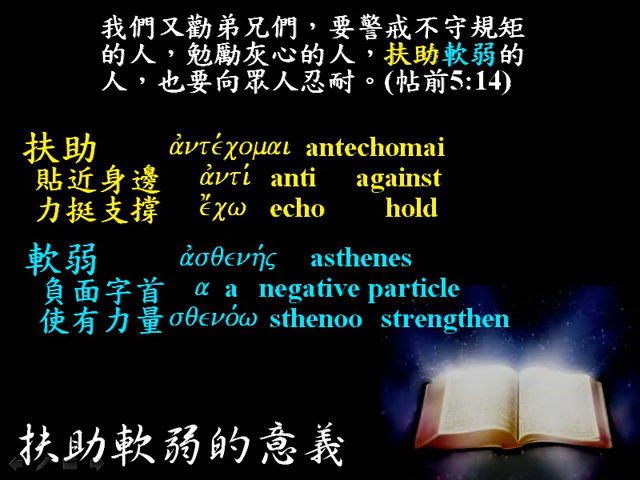 我們又勸弟兄們，要警戒不守規矩
的人，勉勵灰心的人，扶助軟弱的
人，也要向眾人忍耐。(帖前5:14)
扶助 ἀντέχομαι antechomai
貼近身邊 ἀντί anti against
力挺支撐 ἔχω echo hold
軟弱 ἀσθενής asthenes
負面字首 α a negative particle
使有力量 σθενόω sthenoo strengthen
扶助軟弱的意義